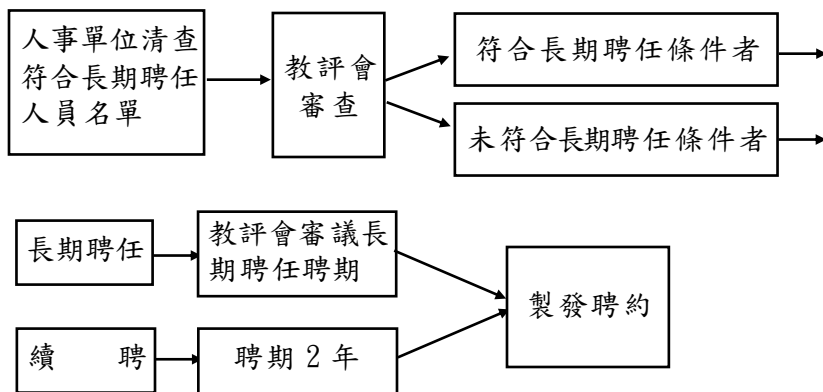 人事單位清查
符合長期聘任
人員名單
教評會
審查
符合長期聘任條件者
未符合長期聘任條件者
長期聘任
教評會審議長
期聘任聘期
續聘
聘期 2 年
製發聘約